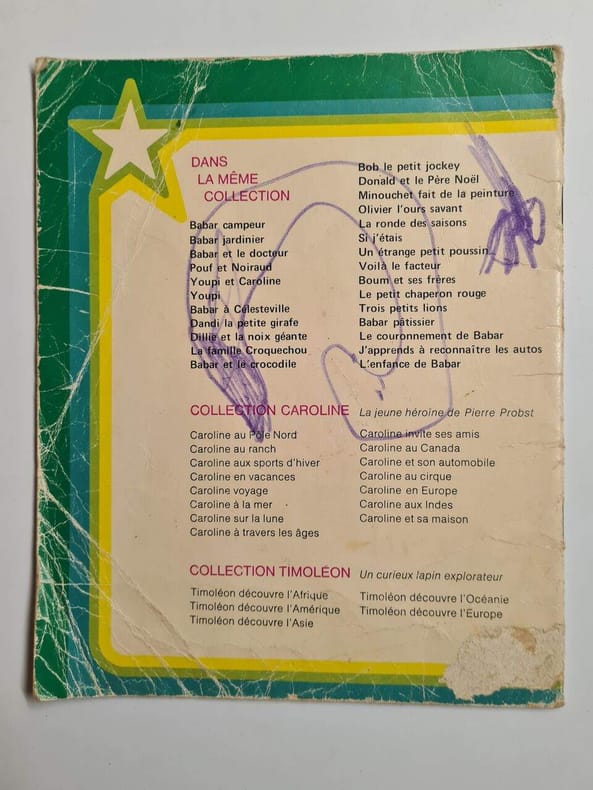 DANS
LA MÊME
COLLECTION
Babar campeur
Babar jardinier
Babar et le docteur
Pouf et Noiraud
Youpi et Caroline
Youpi
Babar à Célesteville
Dandi la petite girafe
Dillie et la noix géante
La famille Croquechou
Babar et le crocodile
Bob le petit jockey
Donald et le Père Noël
Minouchet fait de la peinture
Olivier l'ours savant
La ronde des saisons
Si j'étais
Un étrange petit poussin
Voilà le facteur
Boum et ses frères
Le petit chaperon rouge
Trois petits lions
Babar pâtissier
Le couronnement de Babar
J'apprends à reconnaître les autos
L'enfance de Babar
COLLECTION CAROLINE La jeune héroïne de Pierre Probst
Caroline au Pôle Nord
Caroline au ranch
Caroline aux sports d'hiver
Caroline en vacances
Caroline voyage
Caroline à la mer
Caroline sur la lune
Caroline à travers les âges
Caroline invite ses amis
Caroline au Canada
Caroline et son automobile
Caroline au cirque
Caroline en Europe
Caroline aux Indes
Caroline et sa maison
COLLECTION TIMOLÉON Un curieux lapin explorateur
Timoléon découvre l'Afrique
Timoléon découvre l'Amérique
Timoléon découvre l'Asie
Timoléon découvre l'Océanie
Timoléon découvre l'Europe